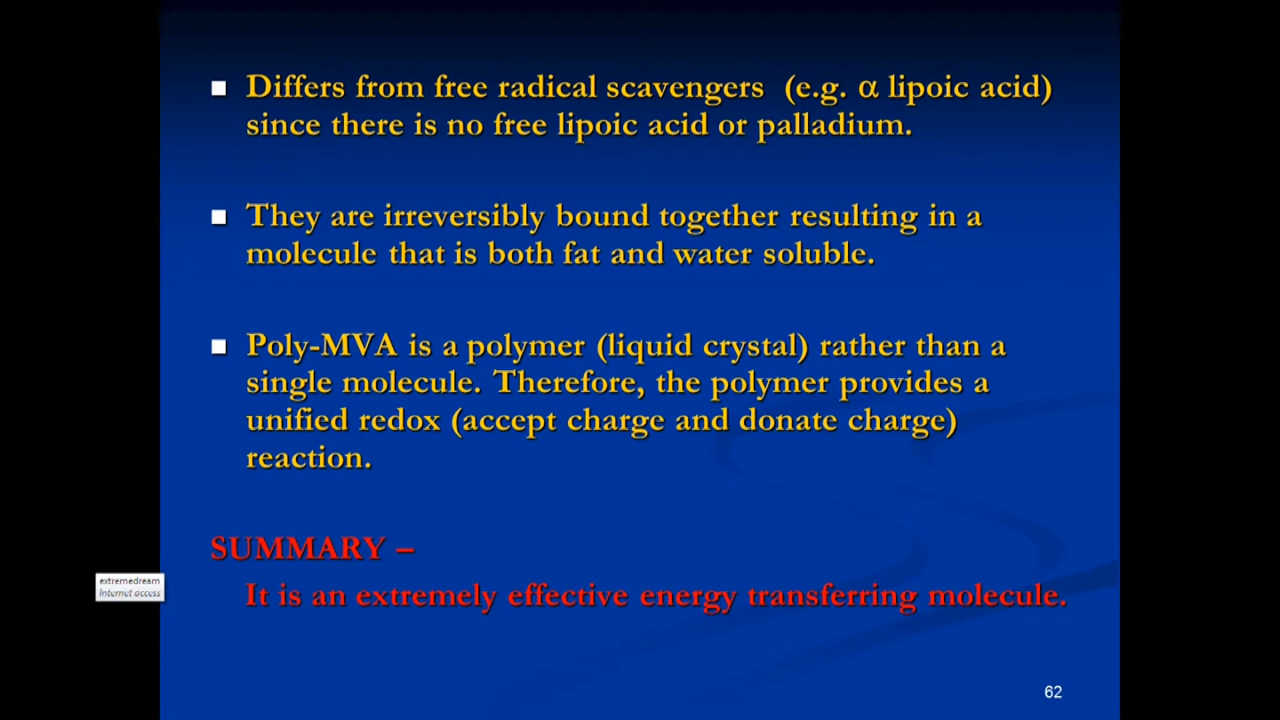 Differs from free radical scavengers (e.g. α lipoic acid)
since there is no free lipoic acid or palladium.
They are irreversibly bound together resulting in a
molecule that is both fat and water soluble.
Poly-MVA is a polymer (liquid crystal) rather than a
single molecule. Therefore, the polymer provides a
unified redox (accept charge and donate charge)
reaction.
SUMMARY –
extremedream
Internet access
It is an extremely effective energy transferring molecule.
62